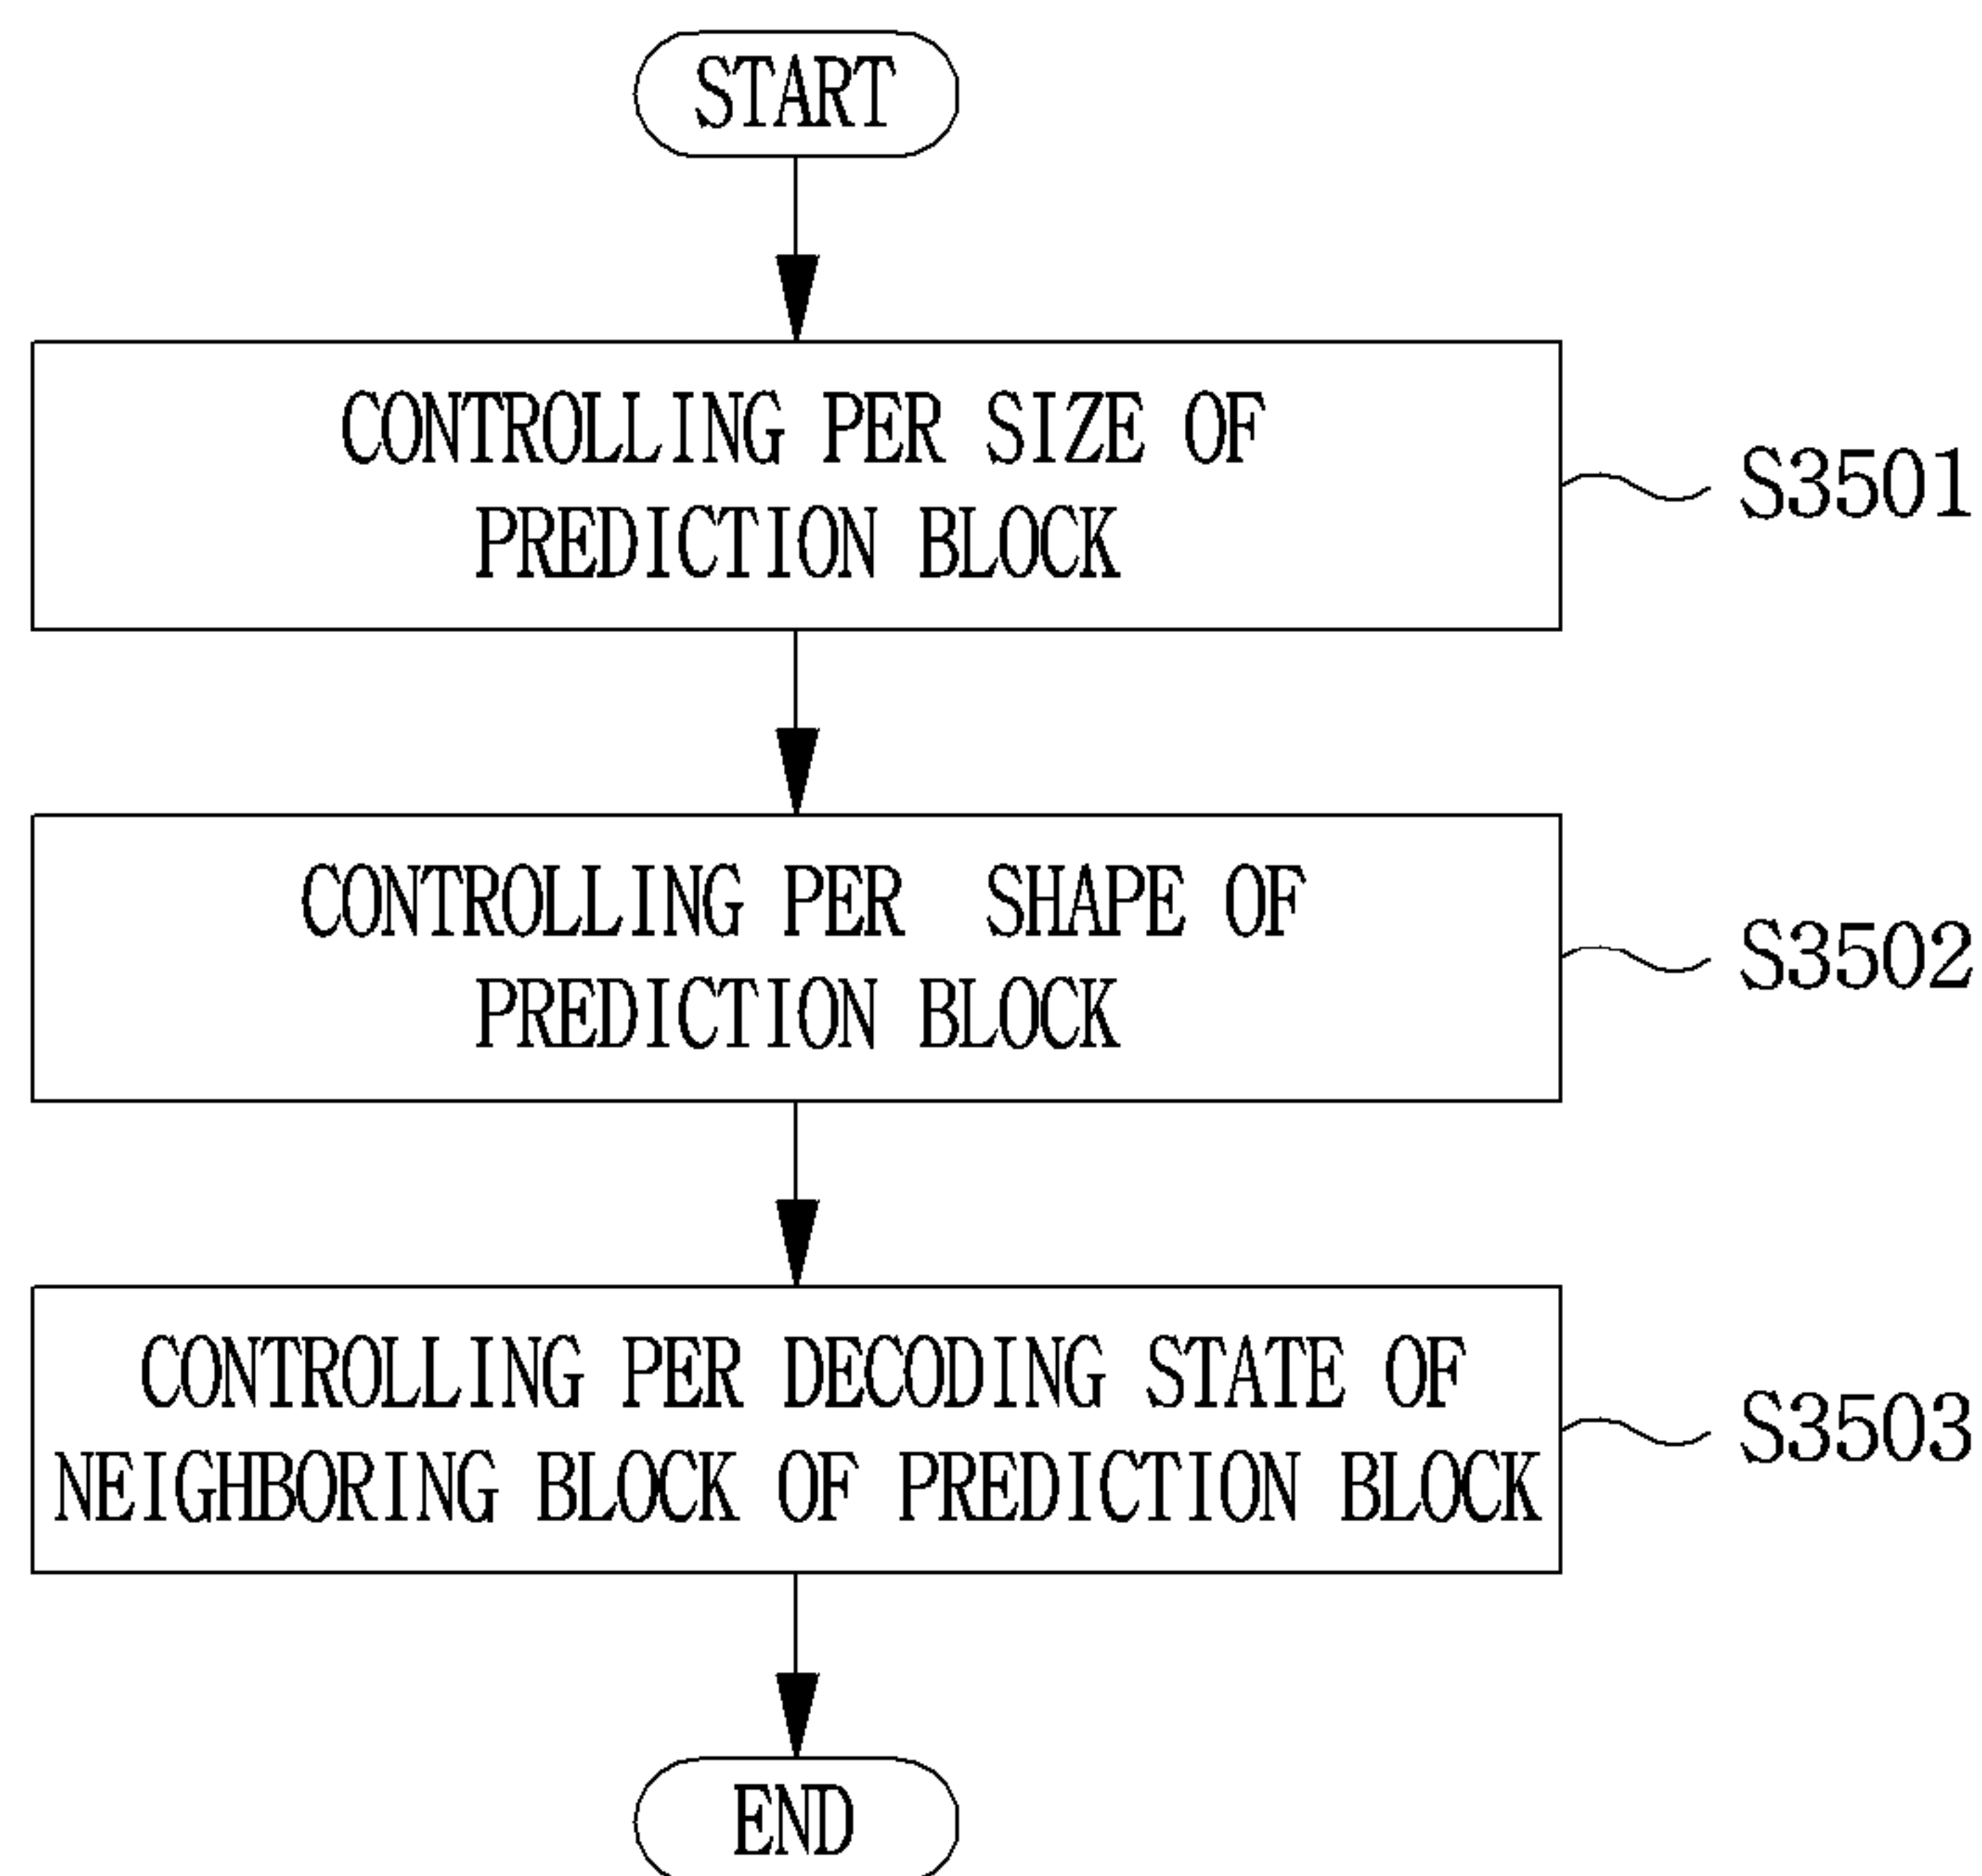 START
CONTROLLING PER SIZE OF
PREDICTION BLOCK
S3501
CONTROLLING PER SHAPE OF
PREDICTION BLOCK
S3502
CONTROLLING PER DECODING STATE OF
NEIGHBORING BLOCK OF PREDICTION BLOCK
S3503
END